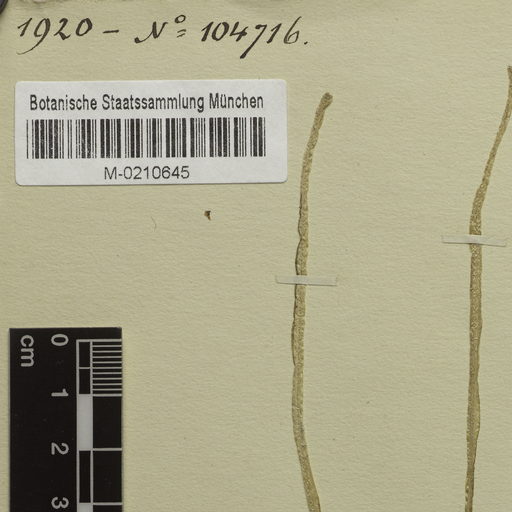 1920 - Nº 104716.
Botanische Staatssammlung München
M-0210645
cm
0
1
2
3